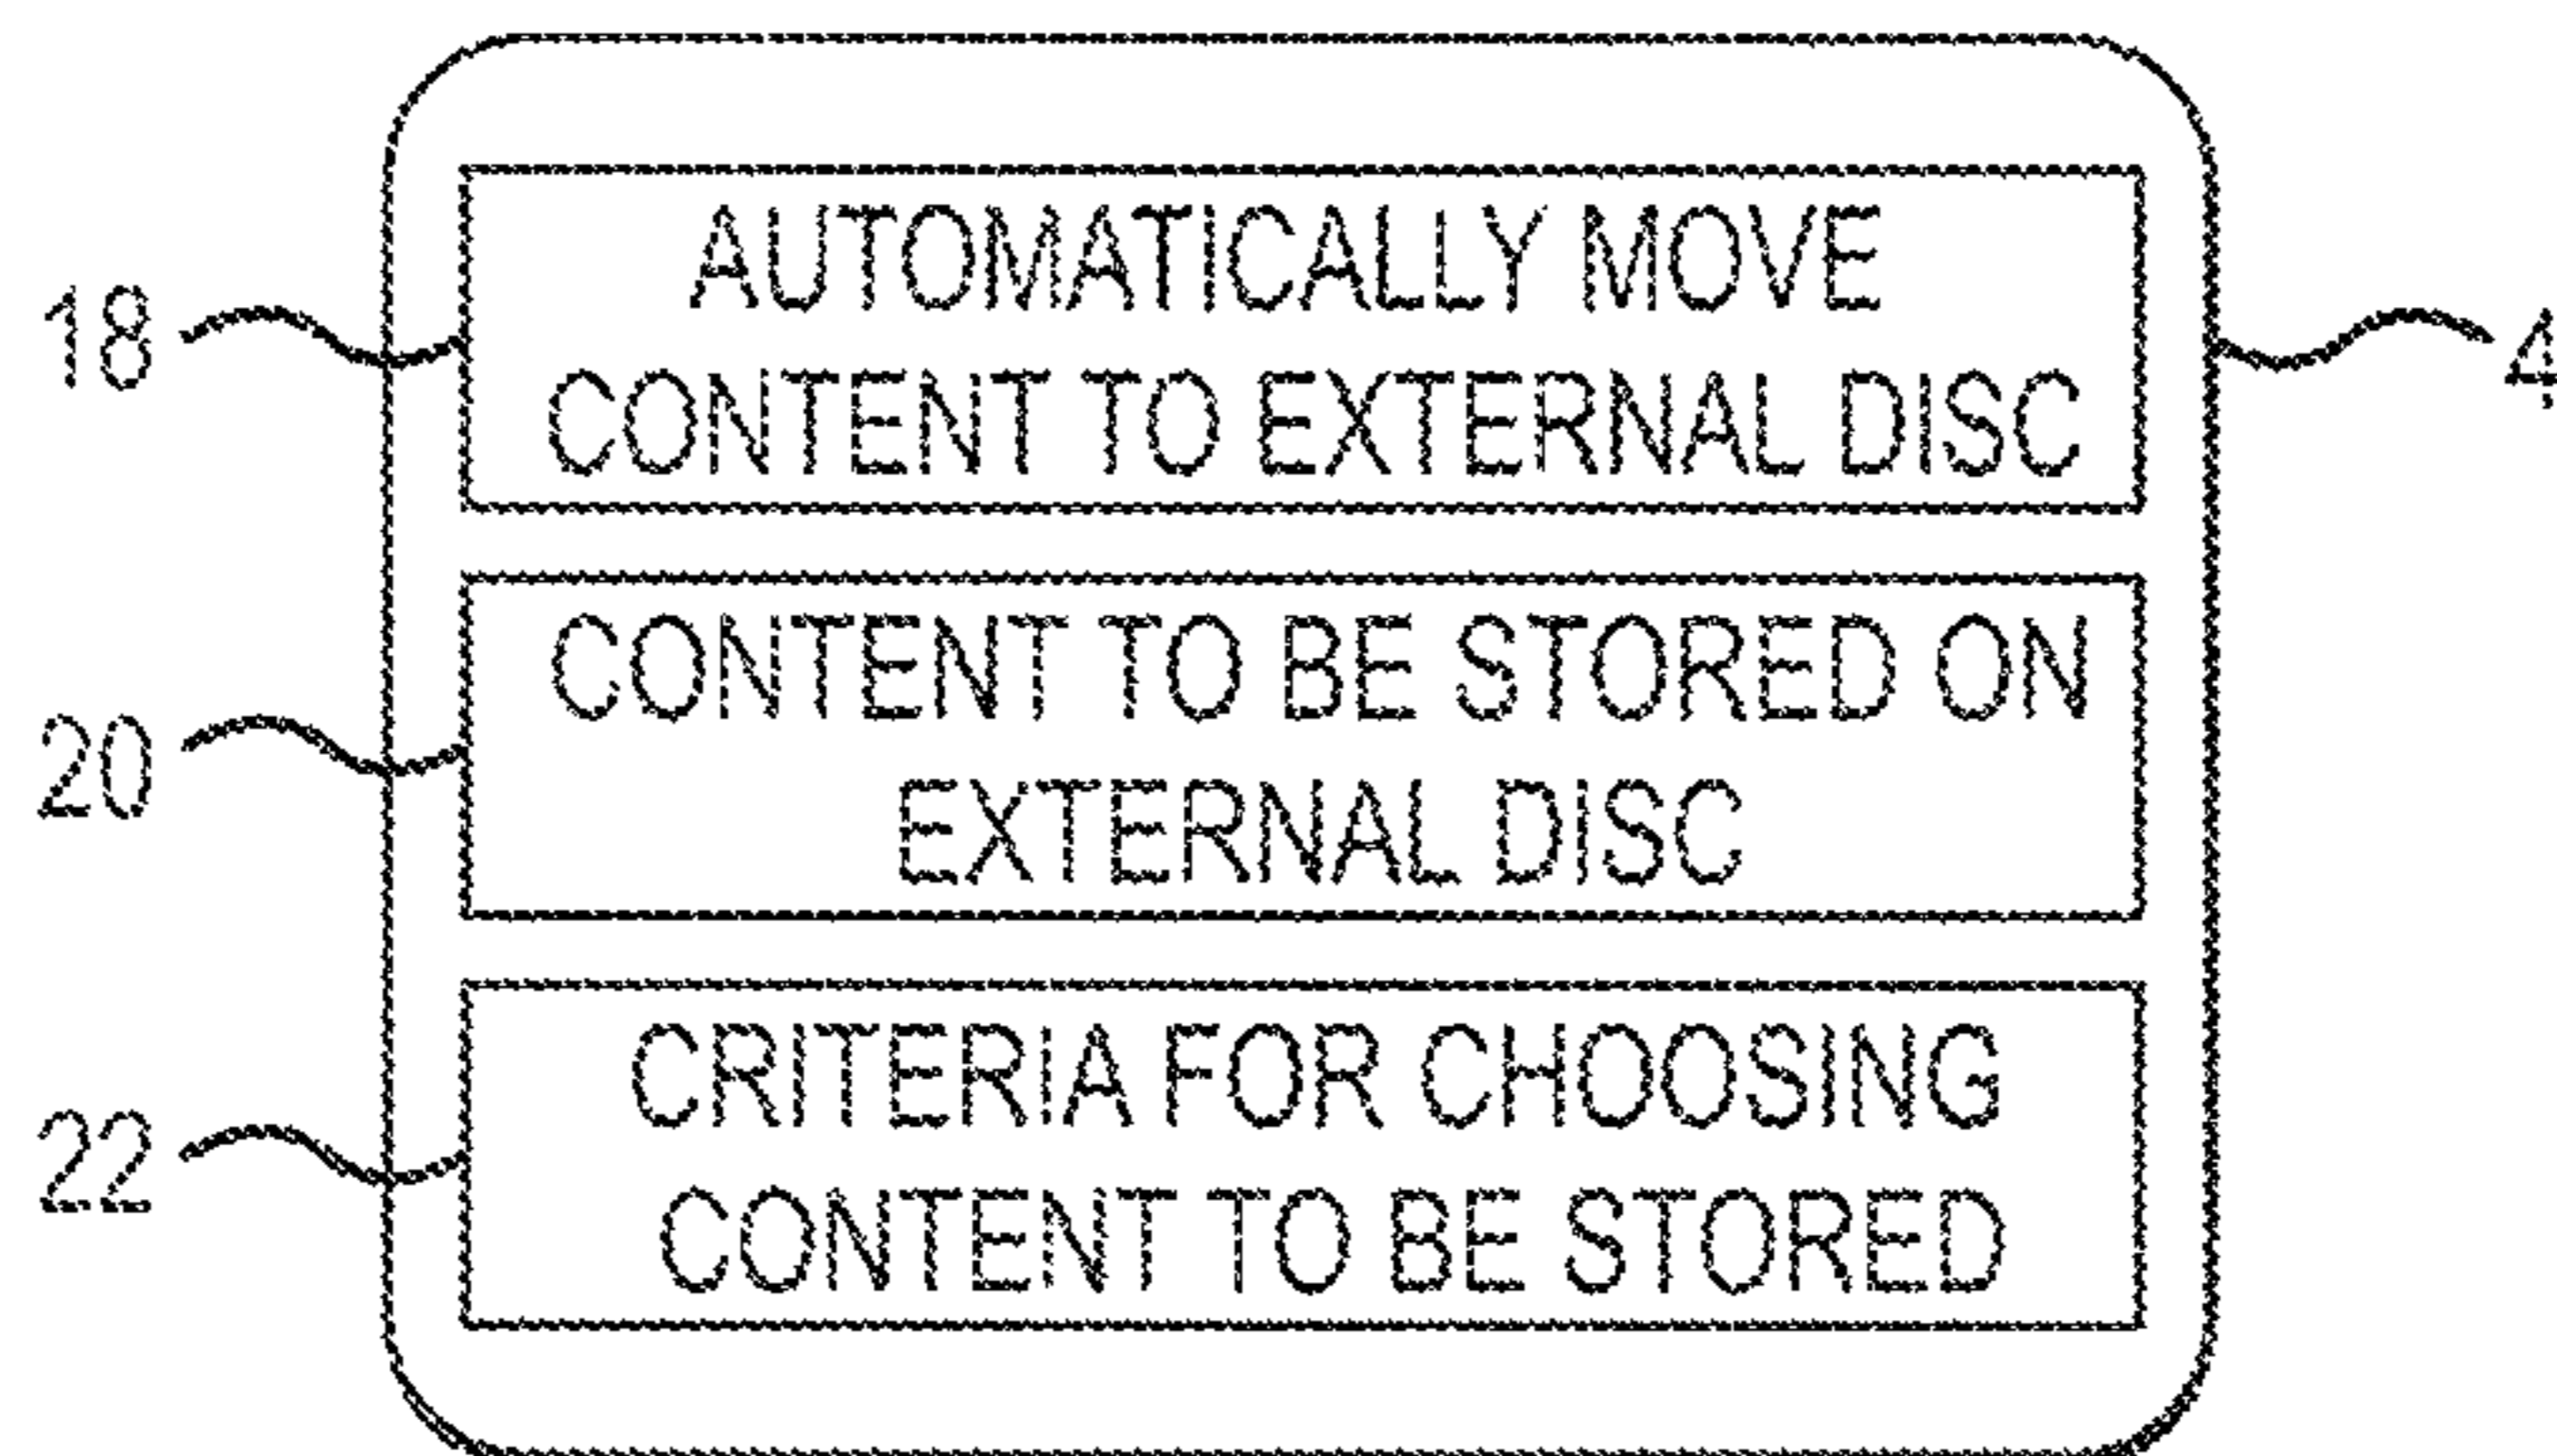 AUTOMATICALLY MOVE
CONTENT TO EXTERNAL DISC
18
4
CONTENT TO BE STORED ON
EXTERNAL DISC
20
CRITERIA FOR CHOOSING
CONTENT TO BE STORED
22